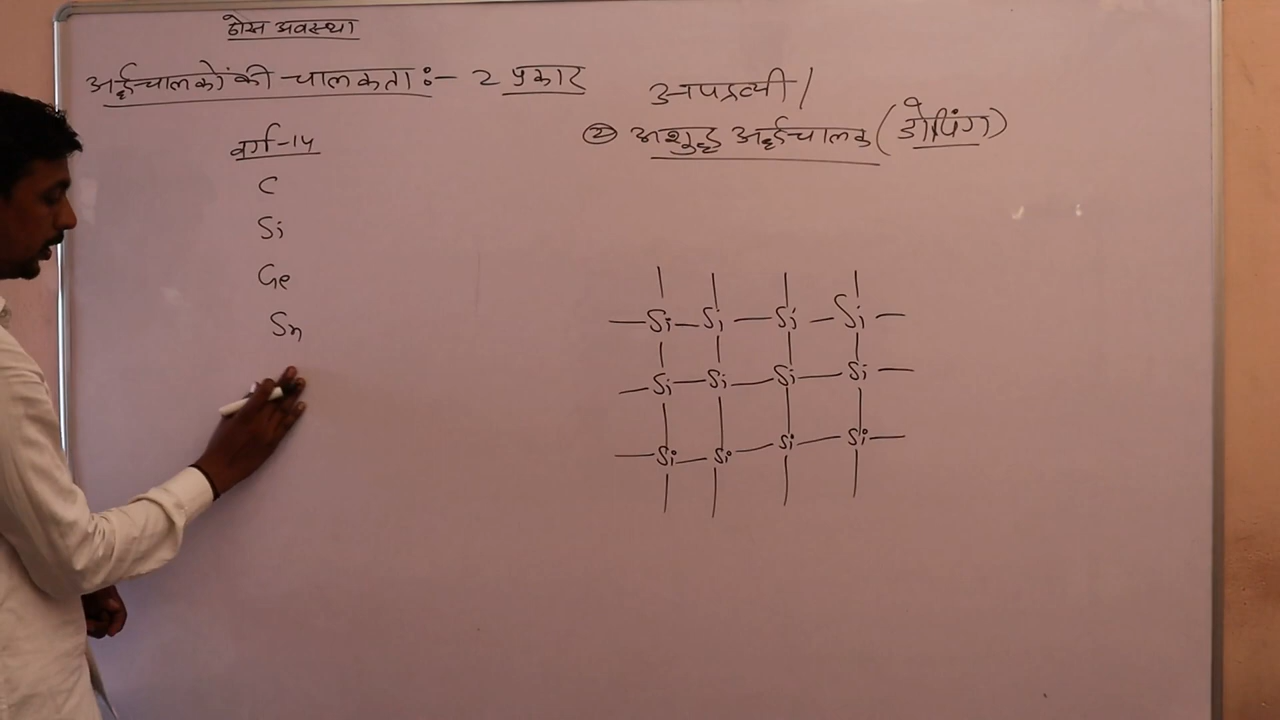 ठोस अवस्था
अर्द्धचालकों की चालकता :- 2 प्रकार
वर्ग-14
C
Si
Ge
Sn
अपद्रव्यी /
② अशुद्ध अर्द्धचालक (डोपिंग)
Si Si Si Si
Si Si Si Si
Si Si Si Si